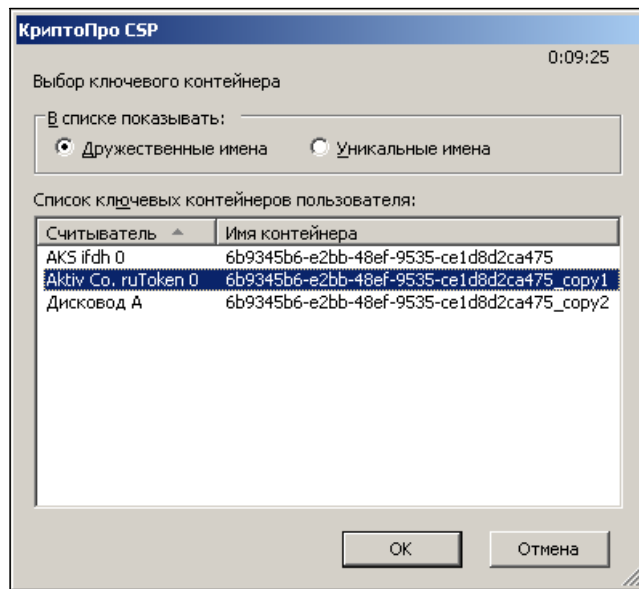 КриптоПро CSP
0:09:25
Выбор ключевого контейнера
В списке показывать:
Дружественные имена Уникальные имена
Список ключевых контейнеров пользователя:
Считыватель Имя контейнера
AKS ifdh 0 6b9345b6-e2bb-48ef-9535-ce1d8d2ca475
Aktiv Co. ruToken 0 6b9345b6-e2bb-48ef-9535-ce1d8d2ca475_copy1
Дисковод A 6b9345b6-e2bb-48ef-9535-ce1d8d2ca475_copy2
OK Отмена